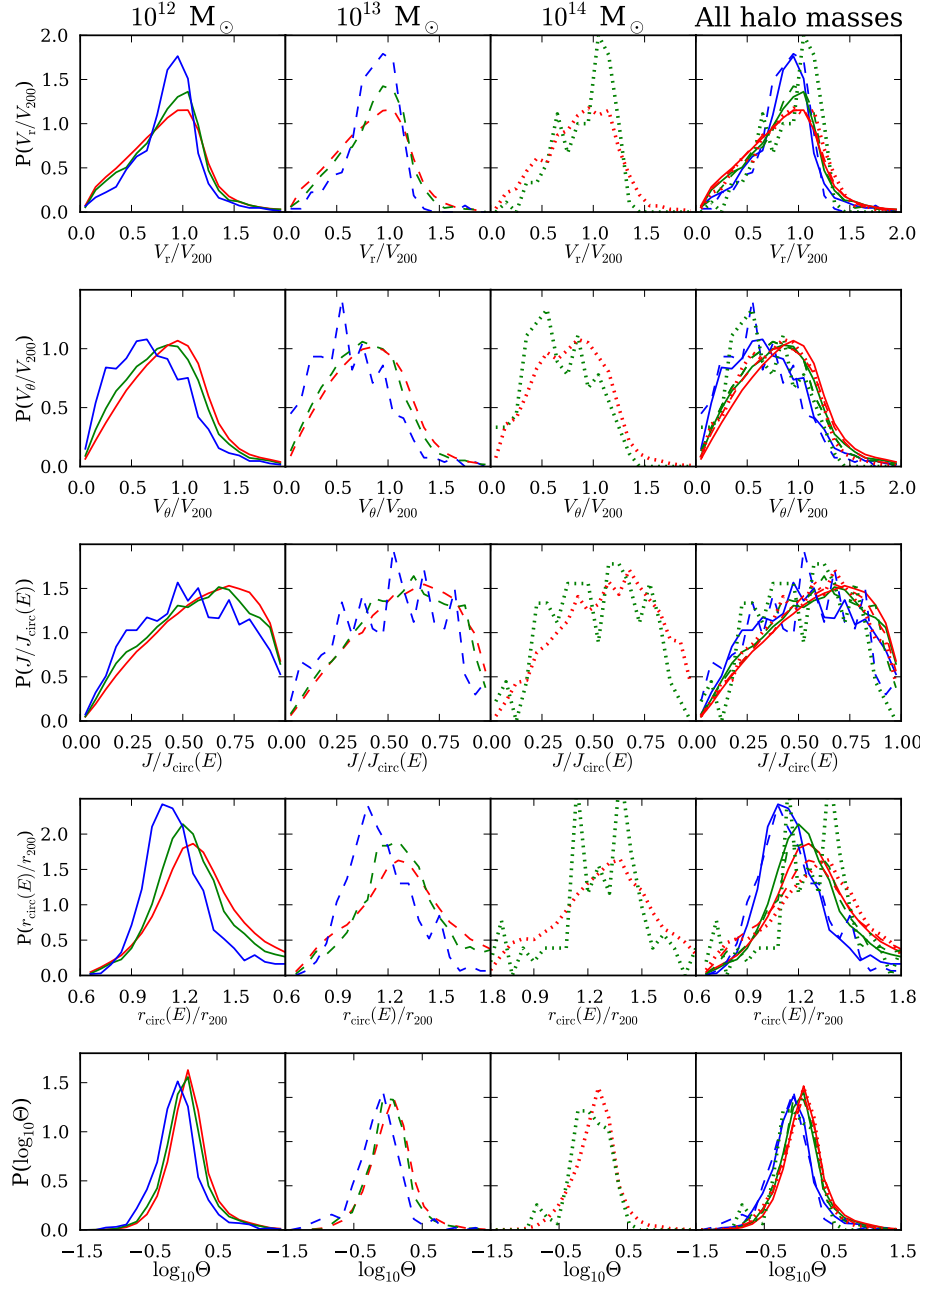 10¹² M⊙ 10¹³ M⊙ 10¹⁴ M⊙ All halo masses
P(V_r/V_200)
2.0
1.5
1.0
0.5
0.0
0.0 0.5 1.0 1.5 0.0 0.5 1.0 1.5 0.0 0.5 1.0 1.5 0.0 0.5 1.0 1.5 2.0
V_r/V_200 V_r/V_200 V_r/V_200 V_r/V_200
P(V_θ/V_200)
1.0
0.5
0.0
0.0 0.5 1.0 1.5 0.0 0.5 1.0 1.5 0.0 0.5 1.0 1.5 0.0 0.5 1.0 1.5 2.0
V_θ/V_200 V_θ/V_200 V_θ/V_200 V_θ/V_200
P(J/J_circ(E))
1.5
1.0
0.5
0.0
0.00 0.25 0.50 0.75 0.00 0.25 0.50 0.75 0.00 0.25 0.50 0.75 0.00 0.25 0.50 0.75 1.00
J/J_circ(E) J/J_circ(E) J/J_circ(E) J/J_circ(E)
P(r_circ(E)/r_200)
2.0
1.5
1.0
0.5
0.0
0.6 0.9 1.2 1.5 0.6 0.9 1.2 1.5 1.8 0.9 1.2 1.5 0.6 0.9 1.2 1.5 1.8
r_circ(E)/r_200 r_circ(E)/r_200 r_circ(E)/r_200 r_circ(E)/r_200
P(log₁₀Θ)
1.5
1.0
0.5
0.0
−1.5 −0.5 0.5 −1.5 −0.5 0.5 −1.5 −0.5 0.5 −1.5 −0.5 0.5 1.5
log₁₀Θ log₁₀Θ log₁₀Θ log₁₀Θ